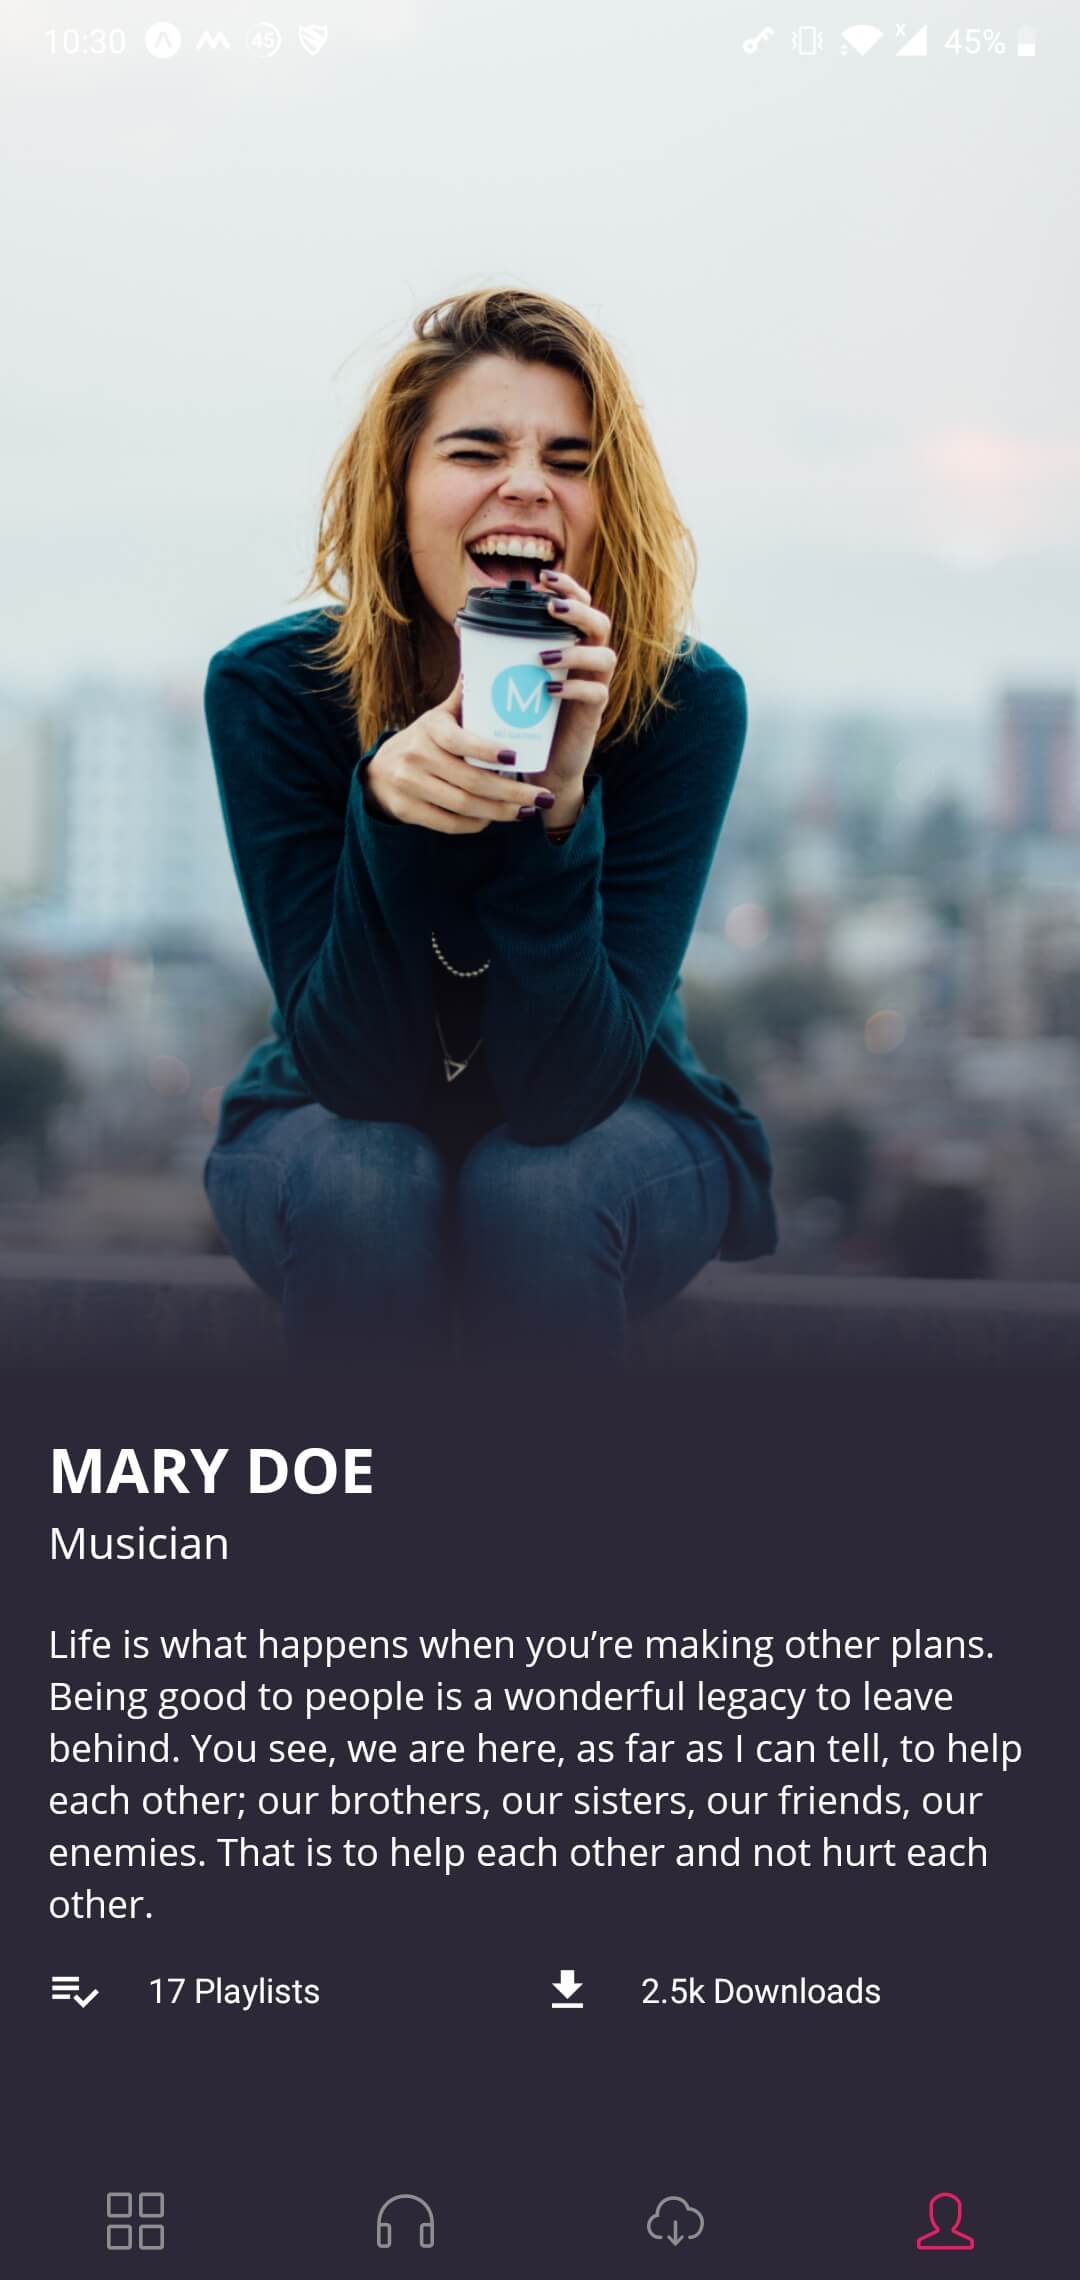 10:30
45
45%
M
MARY DOE
Musician
Life is what happens when you’re making other plans.
Being good to people is a wonderful legacy to leave
behind. You see, we are here, as far as I can tell, to help
each other; our brothers, our sisters, our friends, our
enemies. That is to help each other and not hurt each
other.
17 Playlists
2.5k Downloads